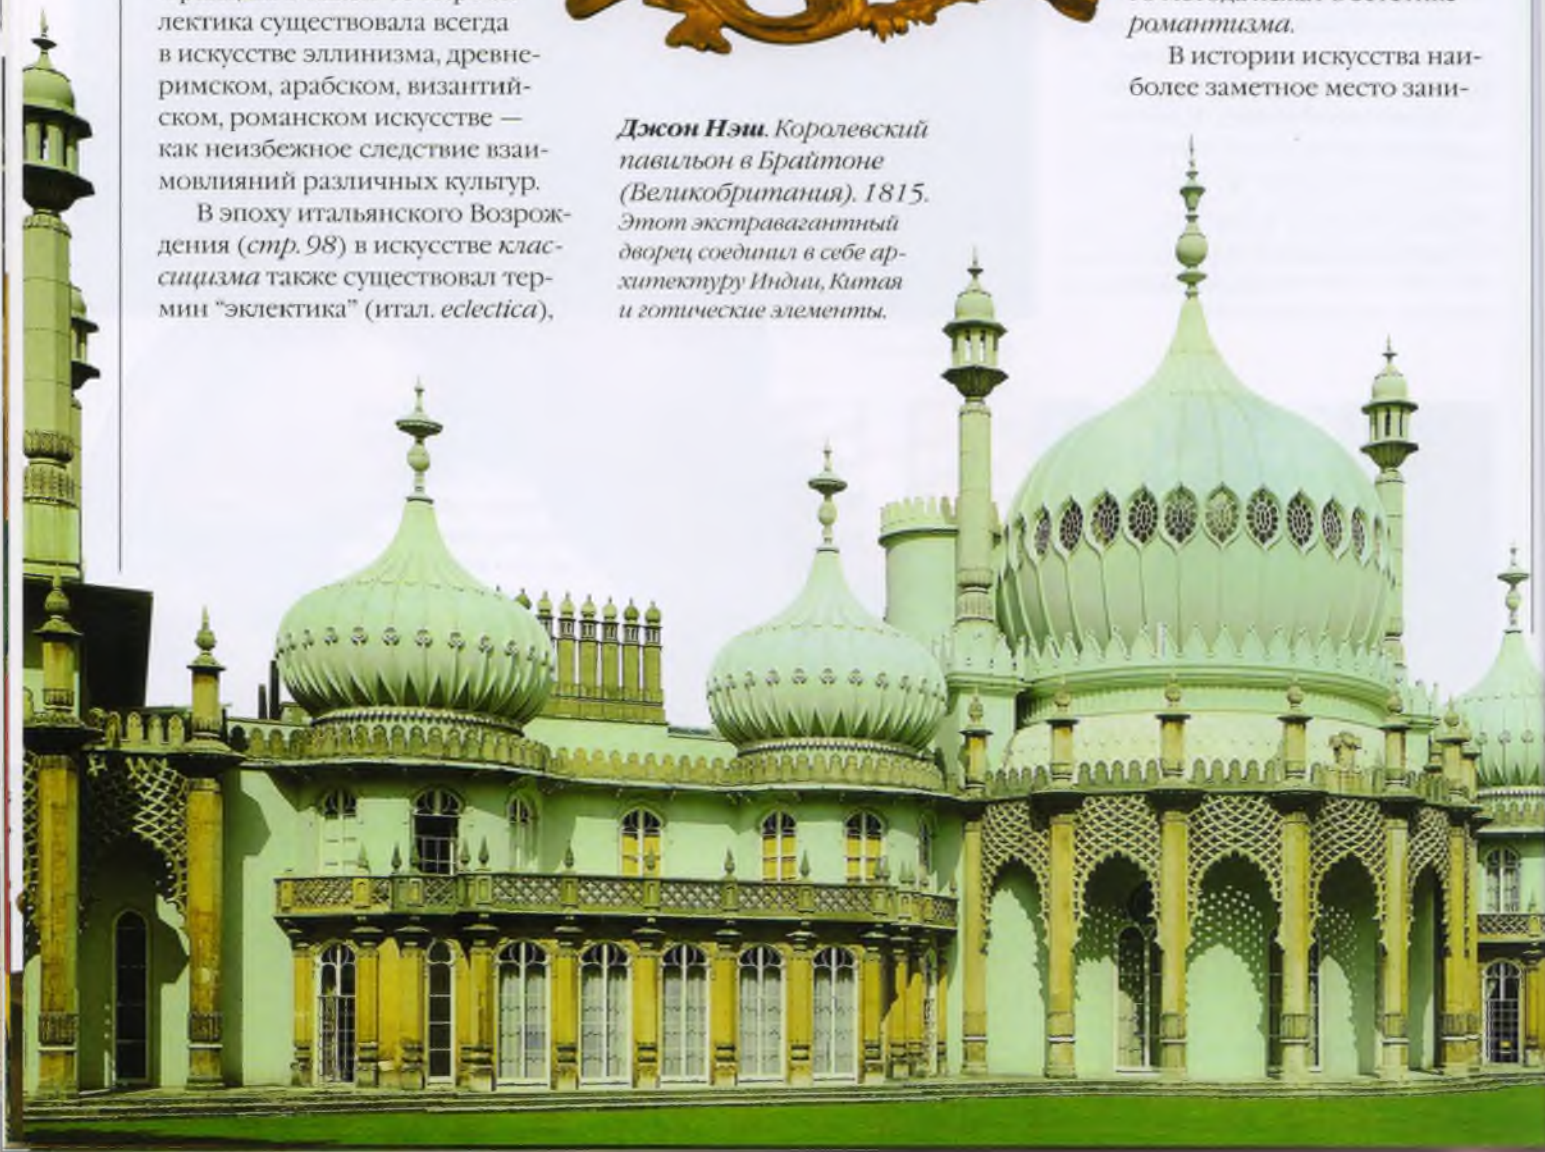 лектика существовала всегда
в искусстве эллинизма, древне-
римском, арабском, византий-
ском, романском искусстве —
как неизбежное следствие взаи-
мовлияний различных культур.
В эпоху итальянского Возрож-
дения (стр. 98) в искусстве клас-
сицизма также существовал тер-
мин “эклектика” (итал. eclectica),
Джон Нэш. Королевский
павильон в Брайтоне
(Великобритания). 1815.
Этот экстравагантный
дворец соединил в себе ар-
хитектуру Индии, Китая
и готические элементы.
романтизма.
В истории искусства наи-
более заметное место зани-